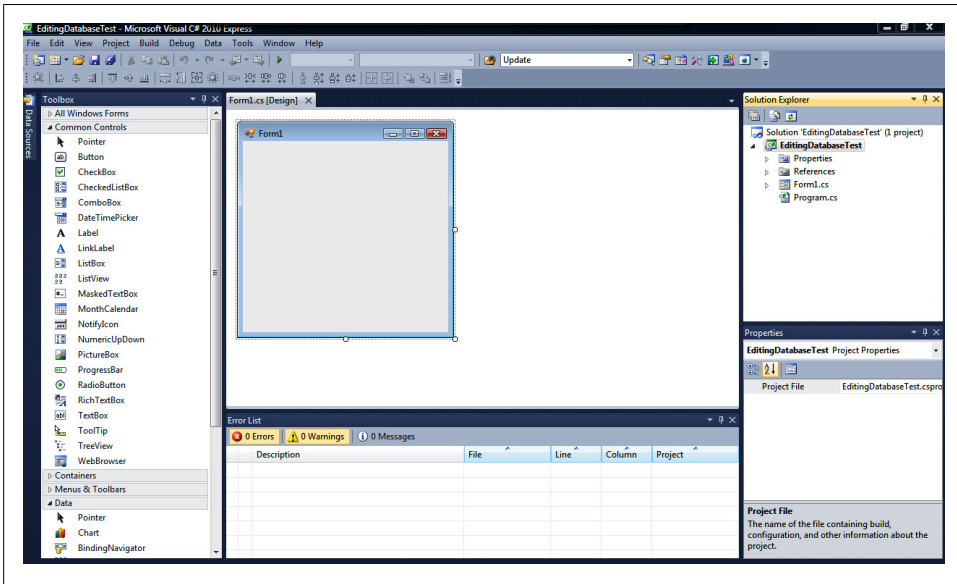 EditingDatabaseTest - Microsoft Visual C# 2010 Express
File Edit View Project Build Debug Data Tools Window Help
Update
Data Sources
Toolbox
All Windows Forms
Common Controls
Pointer
Button
CheckBox
CheckedListBox
ComboBox
DateTimePicker
Label
LinkLabel
ListBox
ListView
MaskedTextBox
MonthCalendar
NotifyIcon
NumericUpDown
PictureBox
ProgressBar
RadioButton
RichTextBox
TextBox
ToolTip
TreeView
WebBrowser
Containers
Menus & Toolbars
Data
Pointer
Chart
BindingNavigator
Form1.cs [Design]
Form1
Error List
0 Errors 0 Warnings 0 Messages
Description File Line Column Project
Solution Explorer
Solution 'EditingDatabaseTest' (1 project)
EditingDatabaseTest
Properties
References
Form1.cs
Program.cs
Properties
EditingDatabaseTest Project Properties
Project File EditingDatabaseTest.cspro
Project File
The name of the file containing build,
configuration, and other information about the
project.